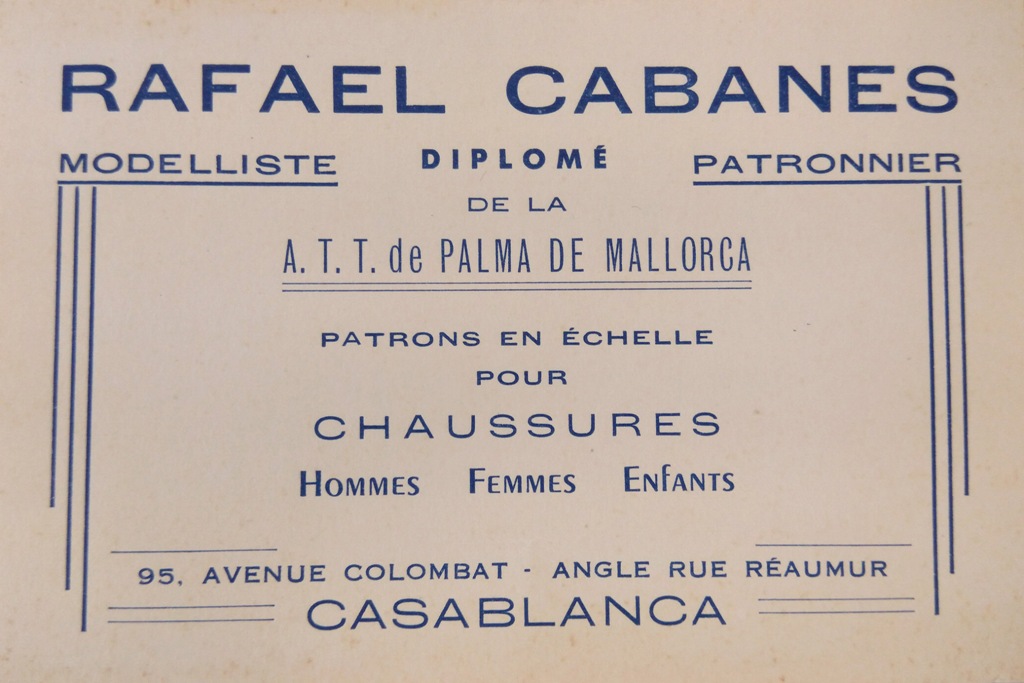 RAFAEL CABANES
MODELLISTE DIPLOMÉ PATRONNIER
DE LA
A. T. T. de PALMA DE MALLORCA
PATRONS EN ÉCHELLE
POUR
CHAUSSURES
HOMMES FEMMES ENfANTS
95, AVENUE COLOMBAT - ANGLE RUE RÉAUMUR
CASABLANCA